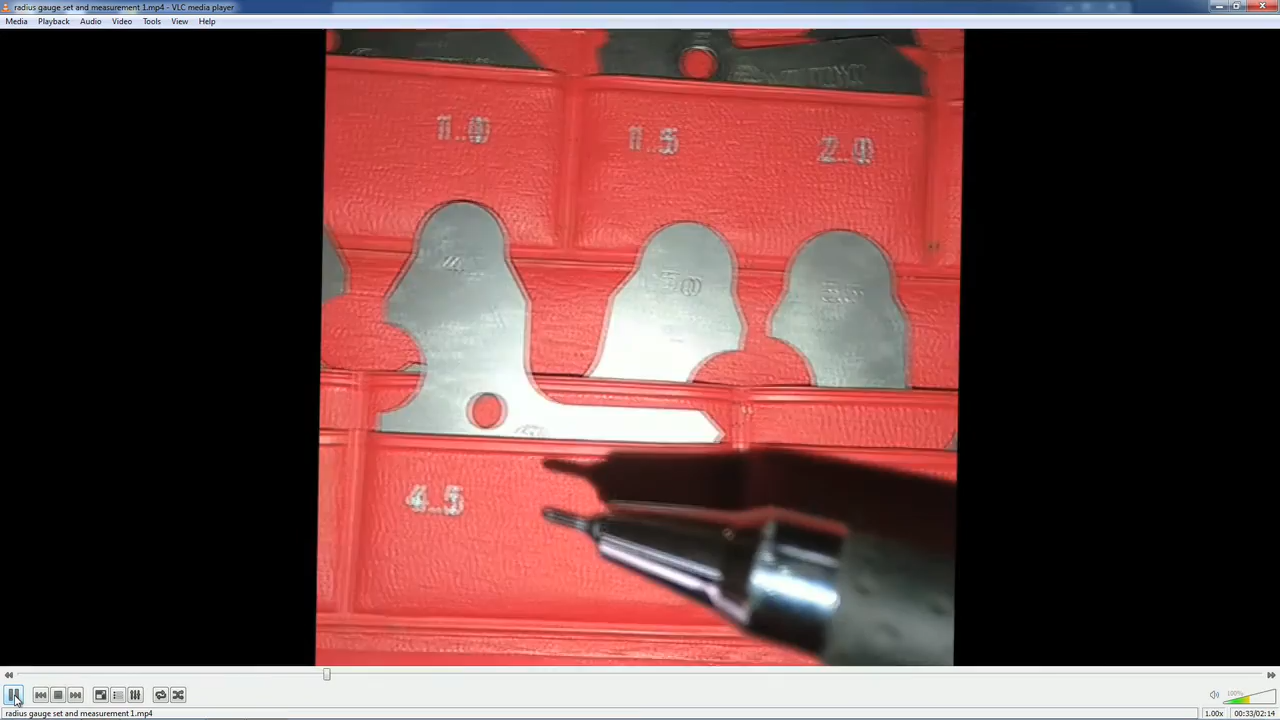 radius gauge set and measurement 1.mp4 - VLC media player
Media Playback Audio Video Tools View Help
1.0 1.5 2.0
4.5
100%
radius gauge set and measurement 1.mp4 1.00x 00:33/02:14